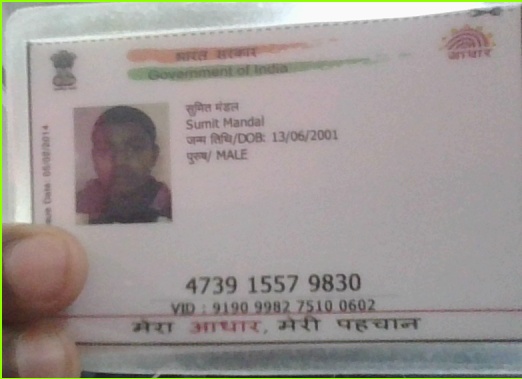 भारत सरकार
Government of India
आधार
सुमित मंडल
Sumit Mandal
जन्म तिथि/DOB: 13/06/2001
पुरुष/ MALE
Date: 05/08/2014
4739 1557 9830
VID : 9190 9982 7510 0602
मेरा आधार, मेरी पहचान